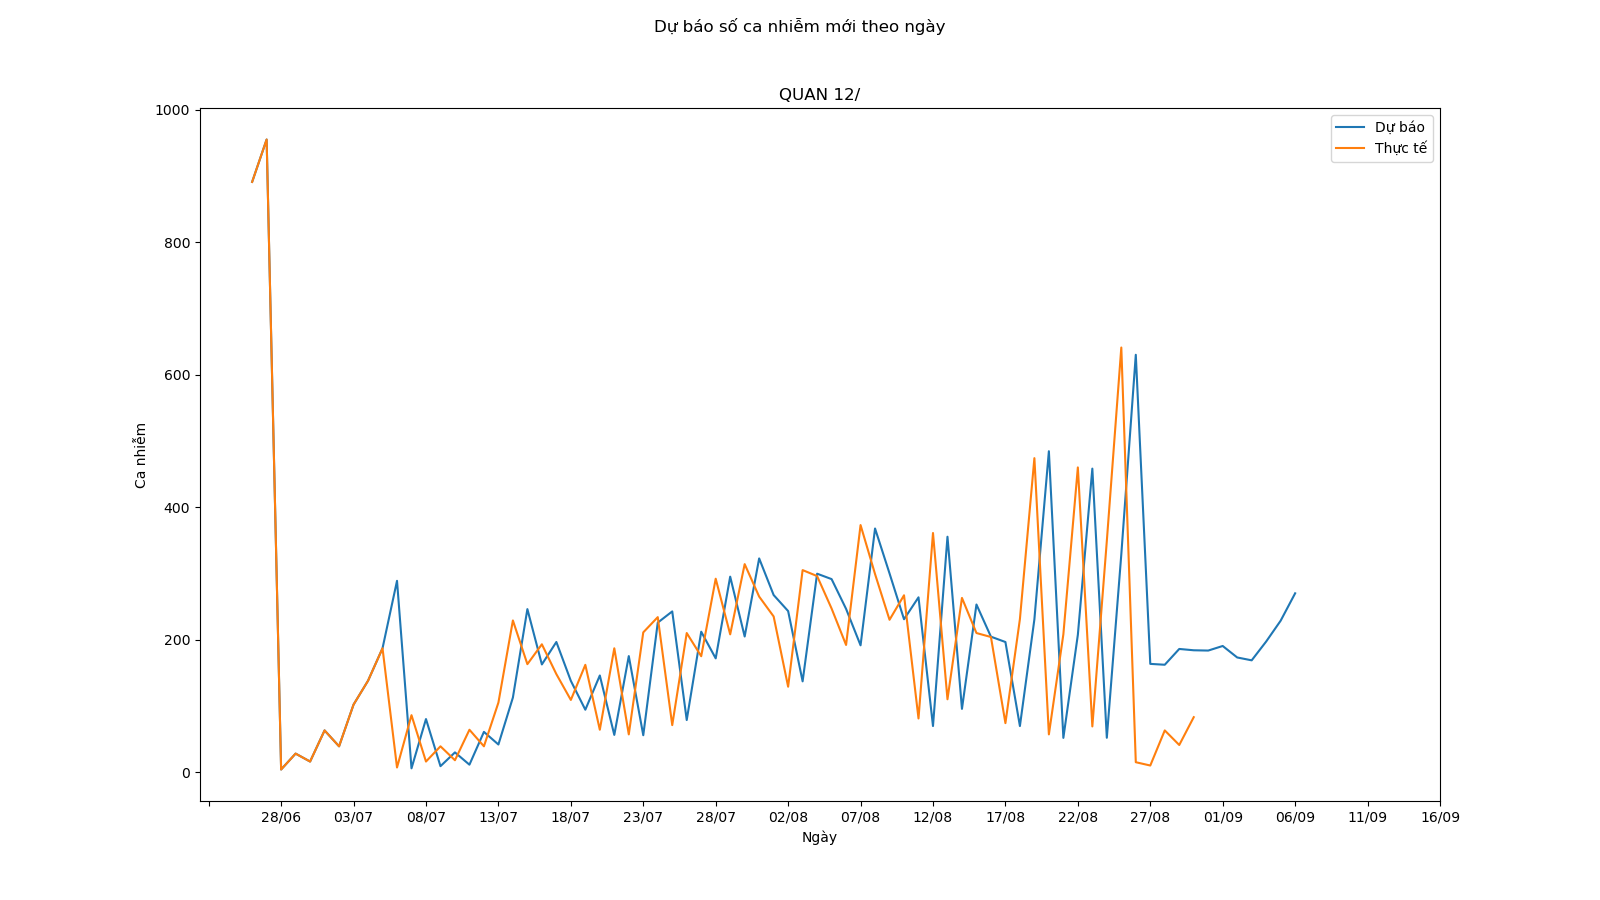 Dự báo số ca nhiễm mới theo ngày
QUAN 12/
Dự báo
Thực tế
1000
800
600
400
200
0
Ca nhiễm
28/06 03/07 08/07 13/07 18/07 23/07 28/07 02/08 07/08 12/08 17/08 22/08 27/08 01/09 06/09 11/09 16/09
Ngày